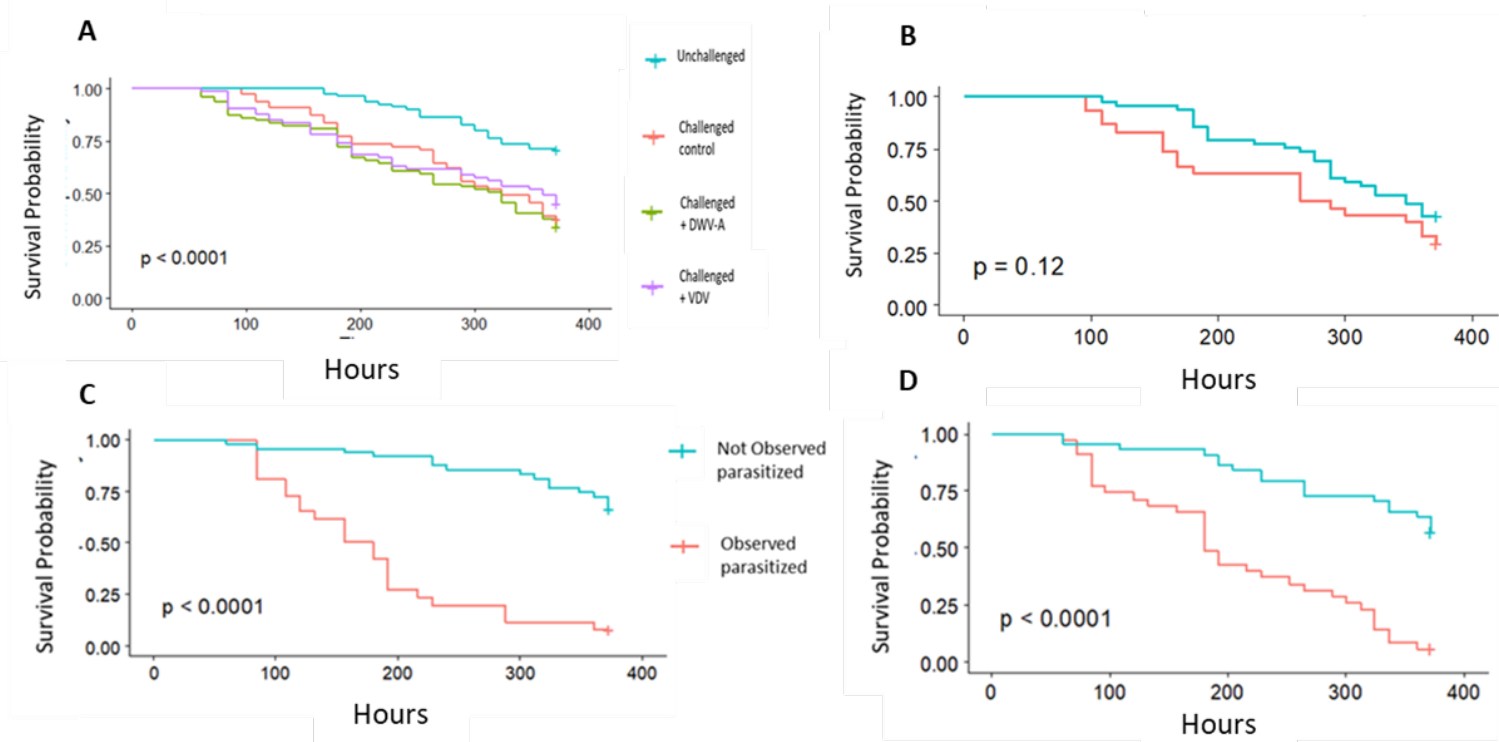 A
Survival Probability
1.00
0.75
-0.50
0.25
0.00
p < 0.0001
0 100 200 300 400
Hours
Unchallenged
Challenged
control
Challenged
+ DWV-A
Challenged
+ VDV
B
Survival Probability
1.00
0.75
0.50
0.25
0.00
p = 0.12
0 100 200 300 400
Hours
C
Survival Probability
1.00
0.75
-0.50
0.25
0.00
p < 0.0001
0 100 200 300 400
Hours
Not Observed
parasitized
Observed
parasitized
D
Survival Probability
1.00
0.75
0.50
0.25
0.00
p < 0.0001
0 100 200 300 400
Hours